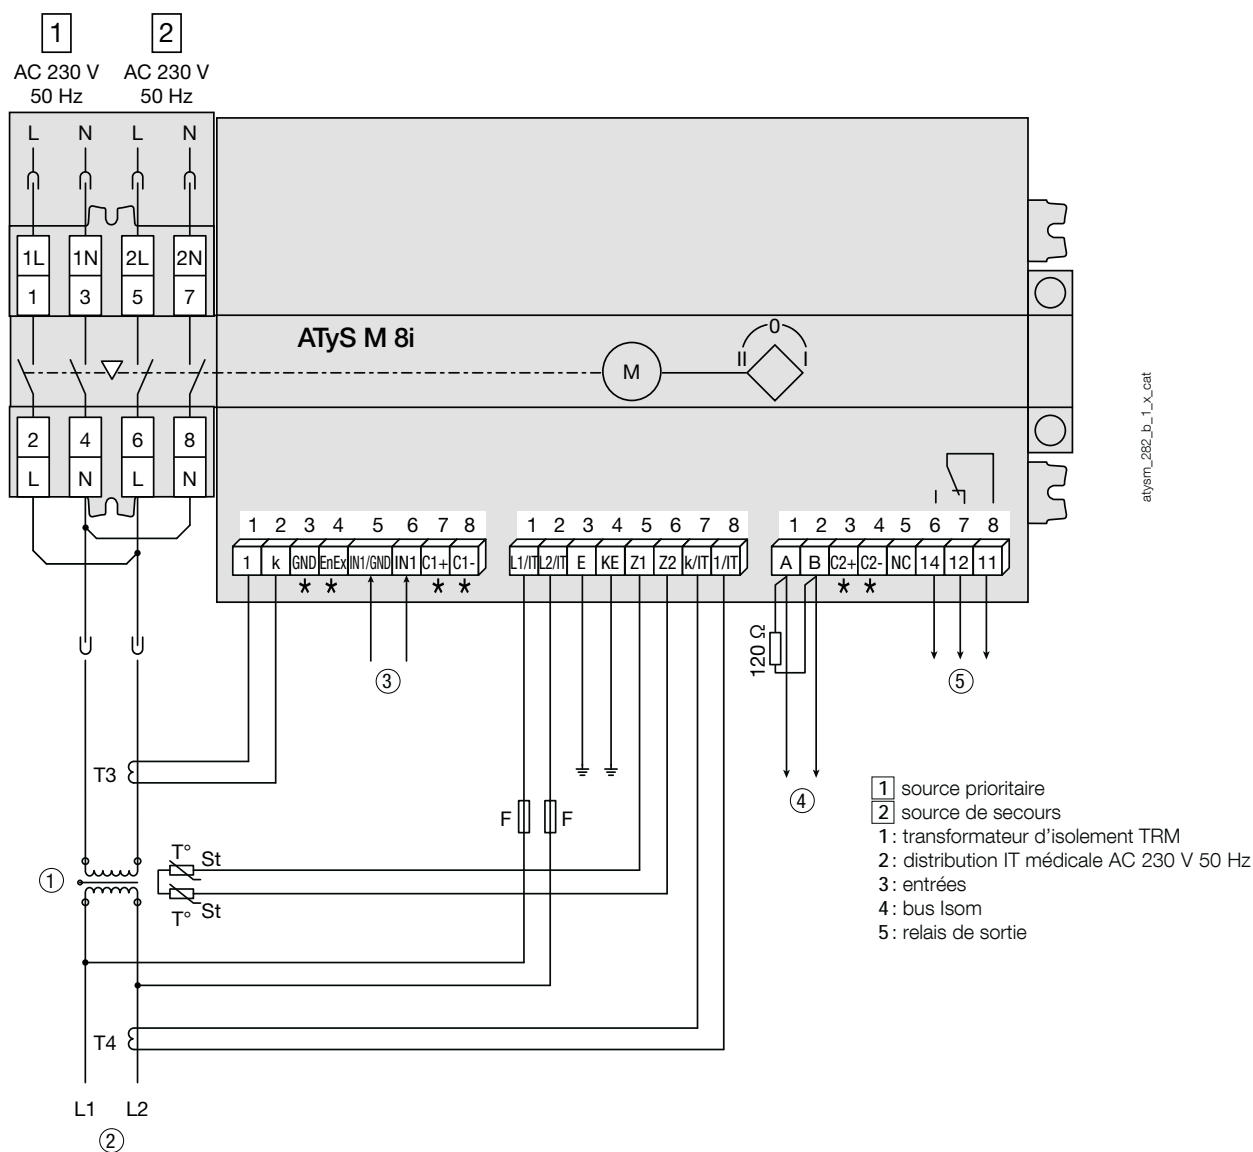 1 2
AC 230 V AC 230 V
50 Hz 50 Hz
L N L N
1L 1N 2L 2N
1 3 5 7
ATyS M 8i
M
II 0 I
2 4 6 8
L N L N
1 2 3 4 5 6 7 8
1 k GND EnEx IN1/GND IN1 C1+ C1-
* * * *
1 2 3 4 5 6 7 8
L1/IT L2/IT E KE Z1 Z2 k/IT 1/IT
1 2 3 4 5 6 7 8
A B C2+ C2- NC 14 12 11
* *
120 Ω
3
5
4
T3
F F
T° St
T° St
1
T4
L1 L2
2
1 source prioritaire
2 source de secours
1 : transformateur d'isolement TRM
2 : distribution IT médicale AC 230 V 50 Hz
3 : entrées
4 : bus Isom
5 : relais de sortie
atysm_282_b_1_x_cat